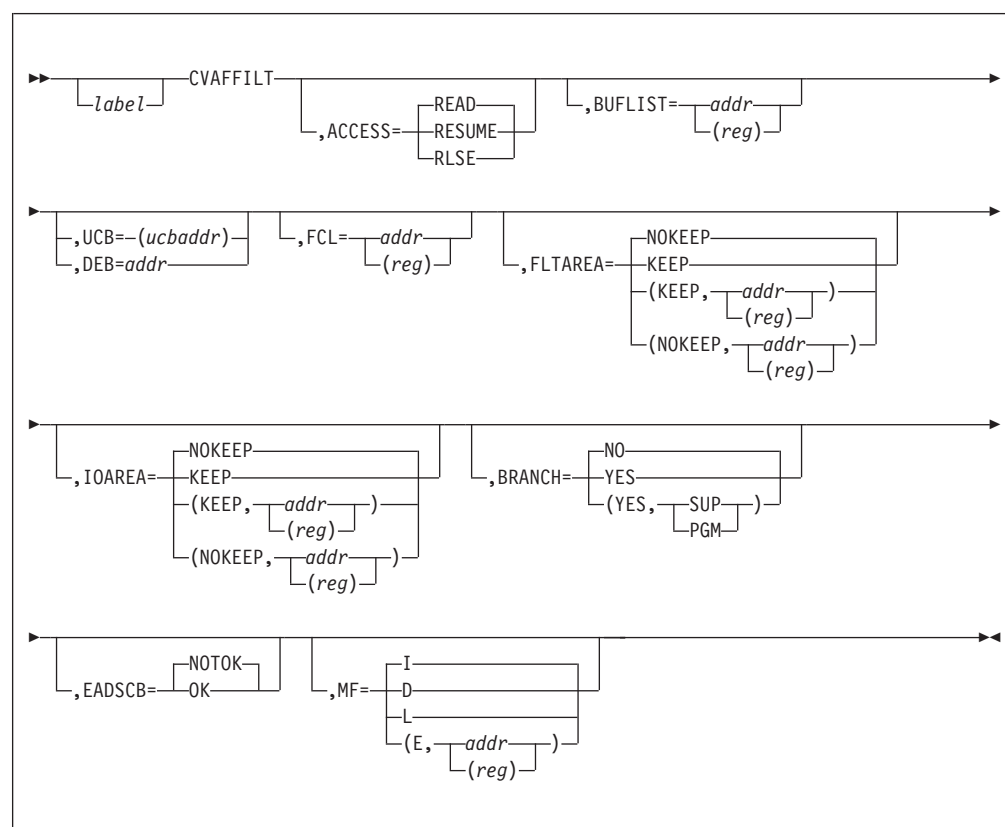 CVAFFILT
label
,ACCESS=
READ
RESUME
RLSE
,BUFLIST=
addr
(reg)
,UCB=
(ucbaddr)
,DEB=addr
,FCL=
addr
(reg)
,FLTAREA=
NOKEEP
KEEP
(KEEP,
addr
)
(reg)
(NOKEEP,
addr
)
(reg)
,IOAREA=
NOKEEP
KEEP
(KEEP,
addr
)
(reg)
(NOKEEP,
addr
)
(reg)
,BRANCH=
NO
YES
(YES,
SUP
)
PGM
,EADSCB=
NOTOK
OK
,MF=
I
D
L
(E,
addr
)
(reg)